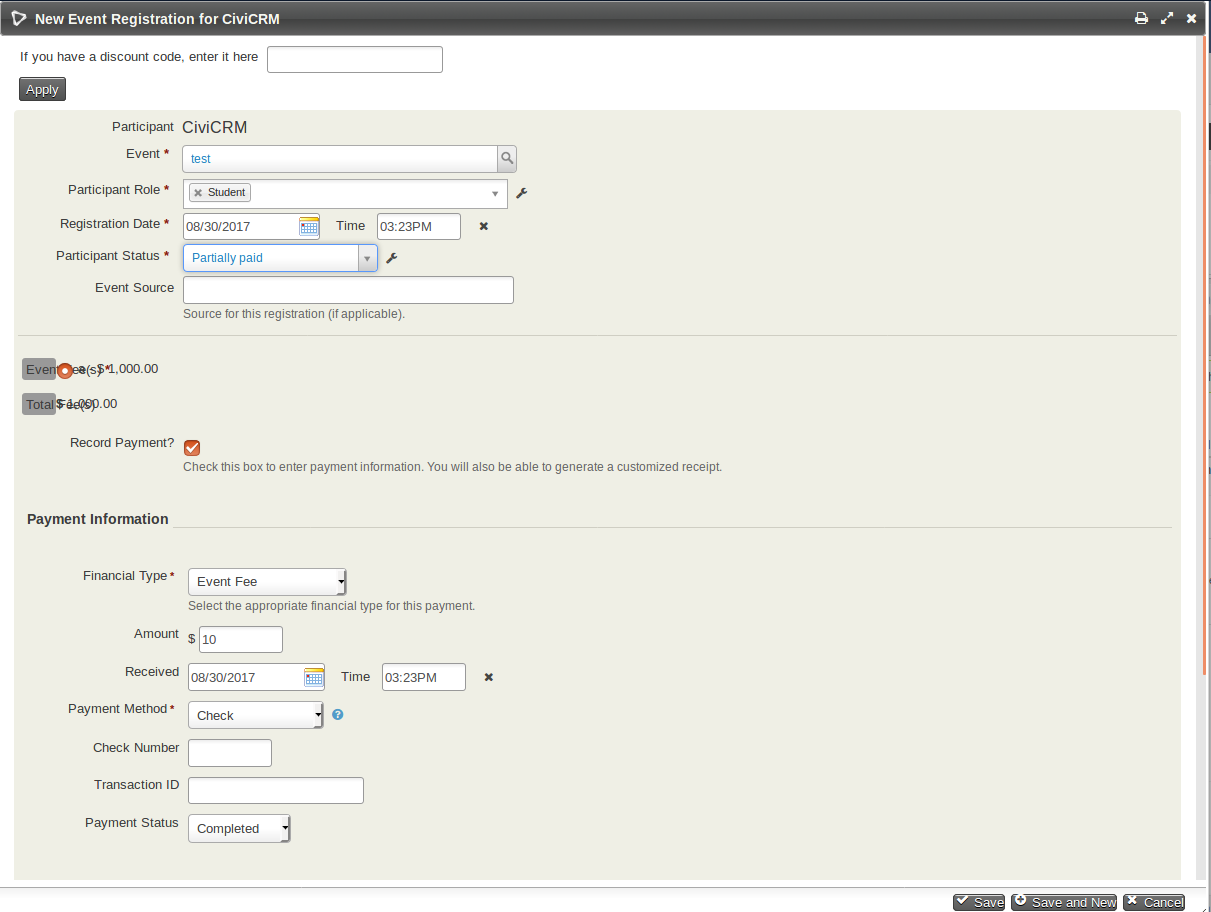 New Event Registration for CiviCRM
If you have a discount code, enter it here
Apply
Participant CiviCRM
Event * test
Participant Role * Student
Registration Date * 08/30/2017 Time 03:23PM
Participant Status * Partially paid
Event Source
Source for this registration (if applicable).
Event Fee(s) * a - $ 1,000.00
Total Fee(s) $ 1,000.00
Record Payment?
Check this box to enter payment information. You will also be able to generate a customized receipt.
Payment Information
Financial Type * Event Fee
Select the appropriate financial type for this payment.
Amount $ 10
Received 08/30/2017 Time 03:23PM
Payment Method * Check
Check Number
Transaction ID
Payment Status Completed
Save Save and New Cancel